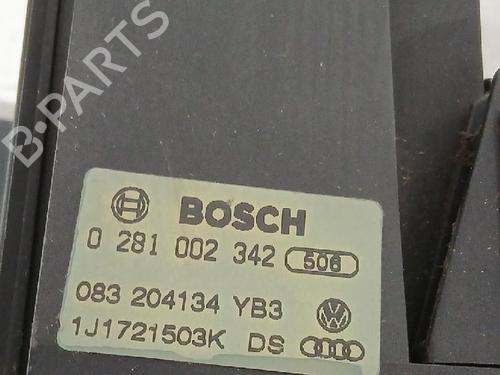 B-PARTS
BOSCH
0 281 002 342 506
083 204134 YB3
1J1721503K DS